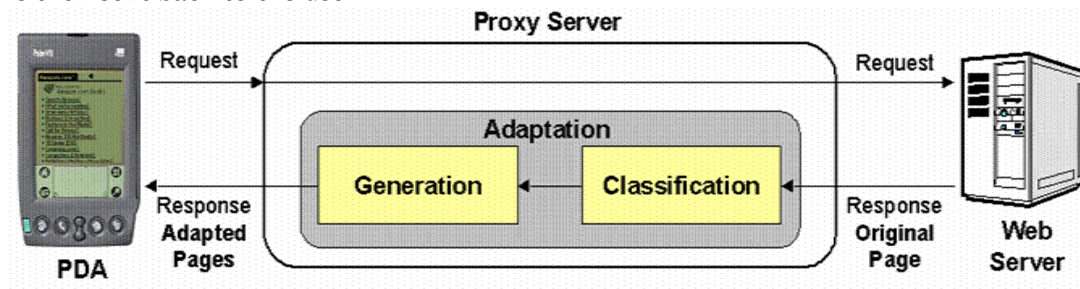 Proxy Server
Request
Request
Adaptation
Generation
Classification
Response
Adapted
Pages
Response
Original
Page
PDA
Web
Server